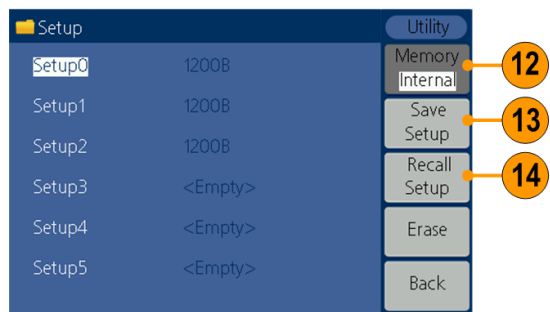 Setup
Utility
Setup0 1200B
Memory
Internal
12
Setup1 1200B
Save
Setup
13
Setup2 1200B
Recall
Setup
14
Setup3 <Empty>
Setup4 <Empty>
Erase
Setup5 <Empty>
Back